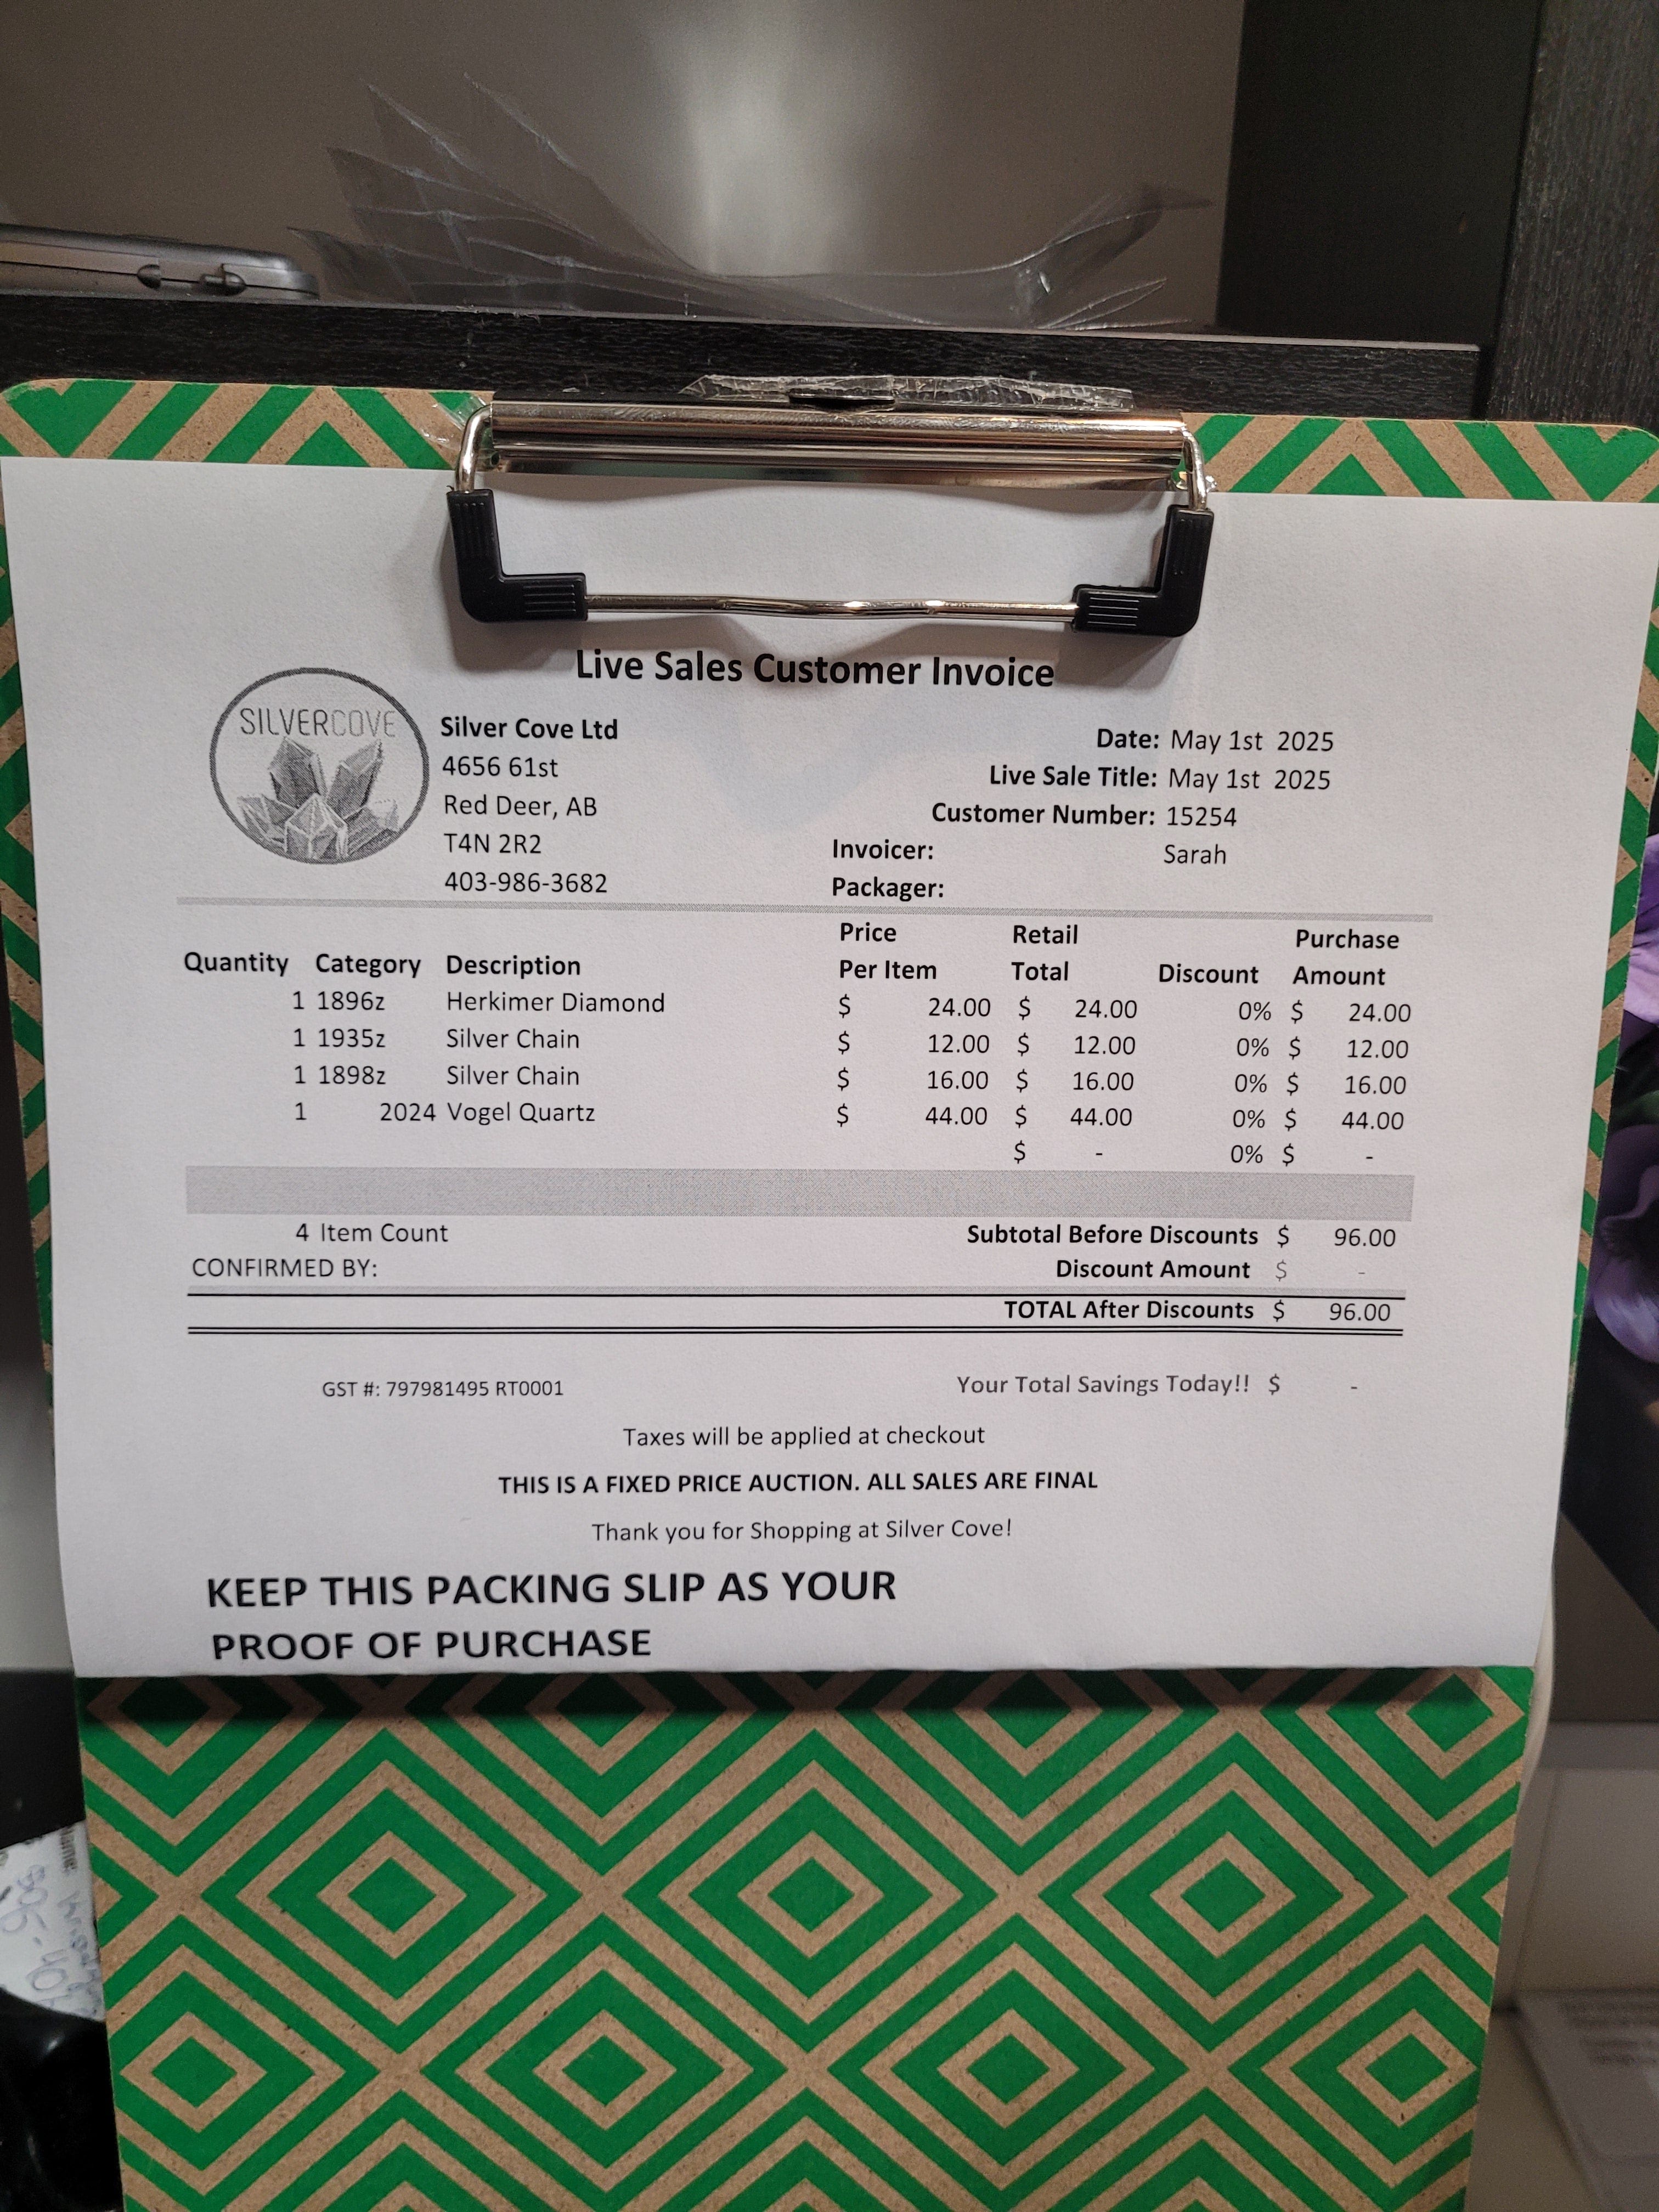 Live Sales Customer Invoice
SILVERCOVE
Silver Cove Ltd
4656 61st
Red Deer, AB
T4N 2R2
403-986-3682
Date: May 1st 2025
Live Sale Title: May 1st 2025
Customer Number: 15254
Invoicer: Sarah
Packager:
Quantity Category Description Price Per Item Retail Total Discount Purchase Amount
1 1896z Herkimer Diamond $ 24.00 $ 24.00 0% $ 24.00
1 1935z Silver Chain $ 12.00 $ 12.00 0% $ 12.00
1 1898z Silver Chain $ 16.00 $ 16.00 0% $ 16.00
1 2024 Vogel Quartz $ 44.00 $ 44.00 0% $ 44.00
$ - 0% $ -
4 Item Count Subtotal Before Discounts $ 96.00
CONFIRMED BY: Discount Amount $ -
TOTAL After Discounts $ 96.00
GST #: 797981495 RT0001 Your Total Savings Today!! $ -
Taxes will be applied at checkout
THIS IS A FIXED PRICE AUCTION. ALL SALES ARE FINAL
Thank you for Shopping at Silver Cove!
KEEP THIS PACKING SLIP AS YOUR
PROOF OF PURCHASE